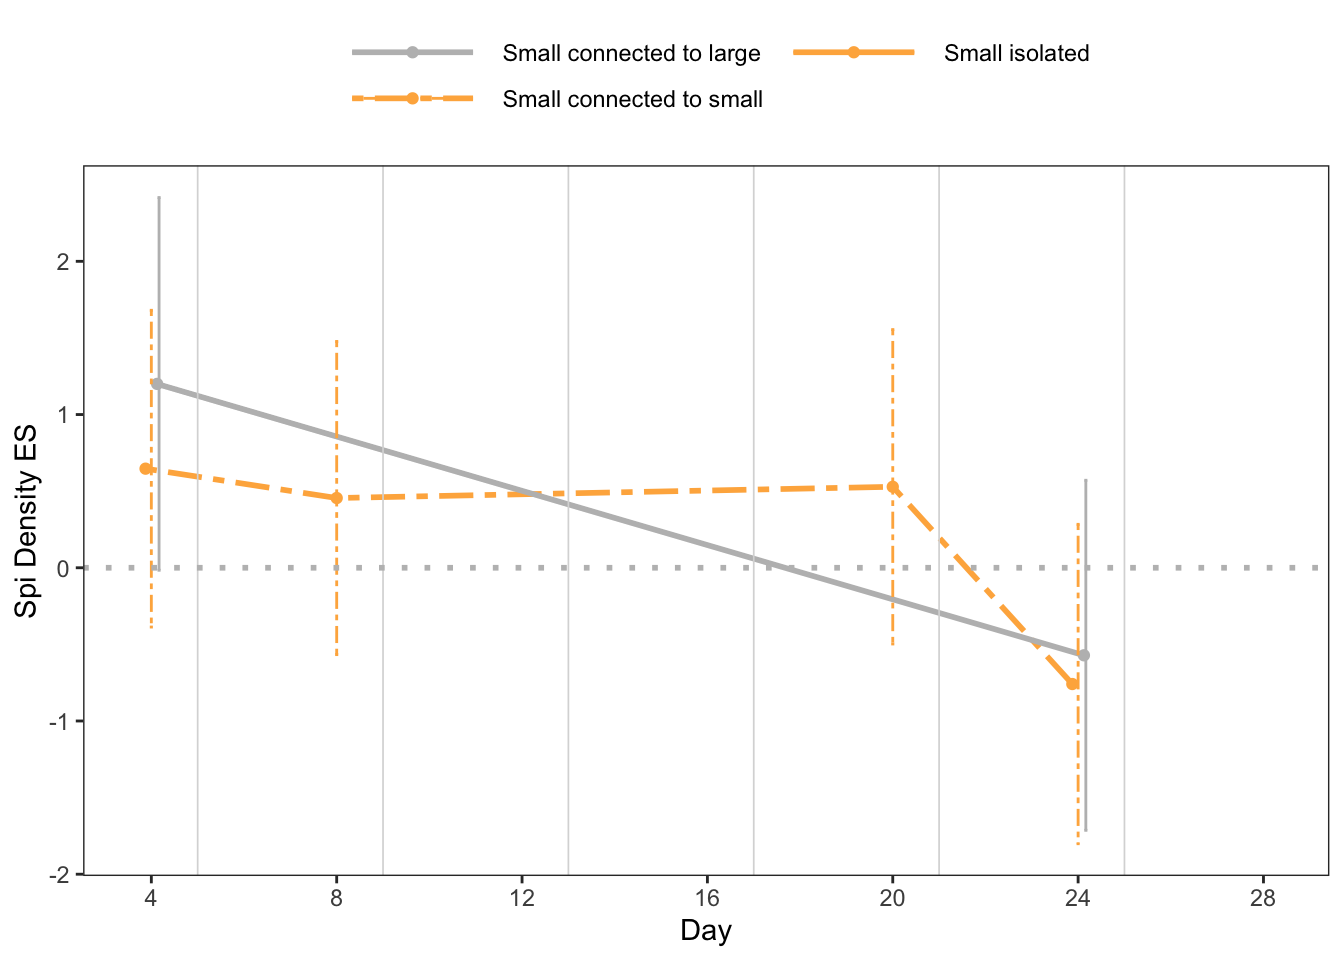 Small connected to large
Small isolated
Small connected to small
Spi Density ES
2
1
0
-1
-2
4 8 12 16 20 24 28
Day